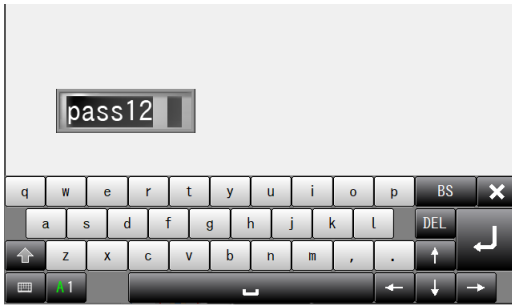 pass12
q w e r t y u i o p BS
a s d f g h j k l DEL
z x c v b n m , .
A1